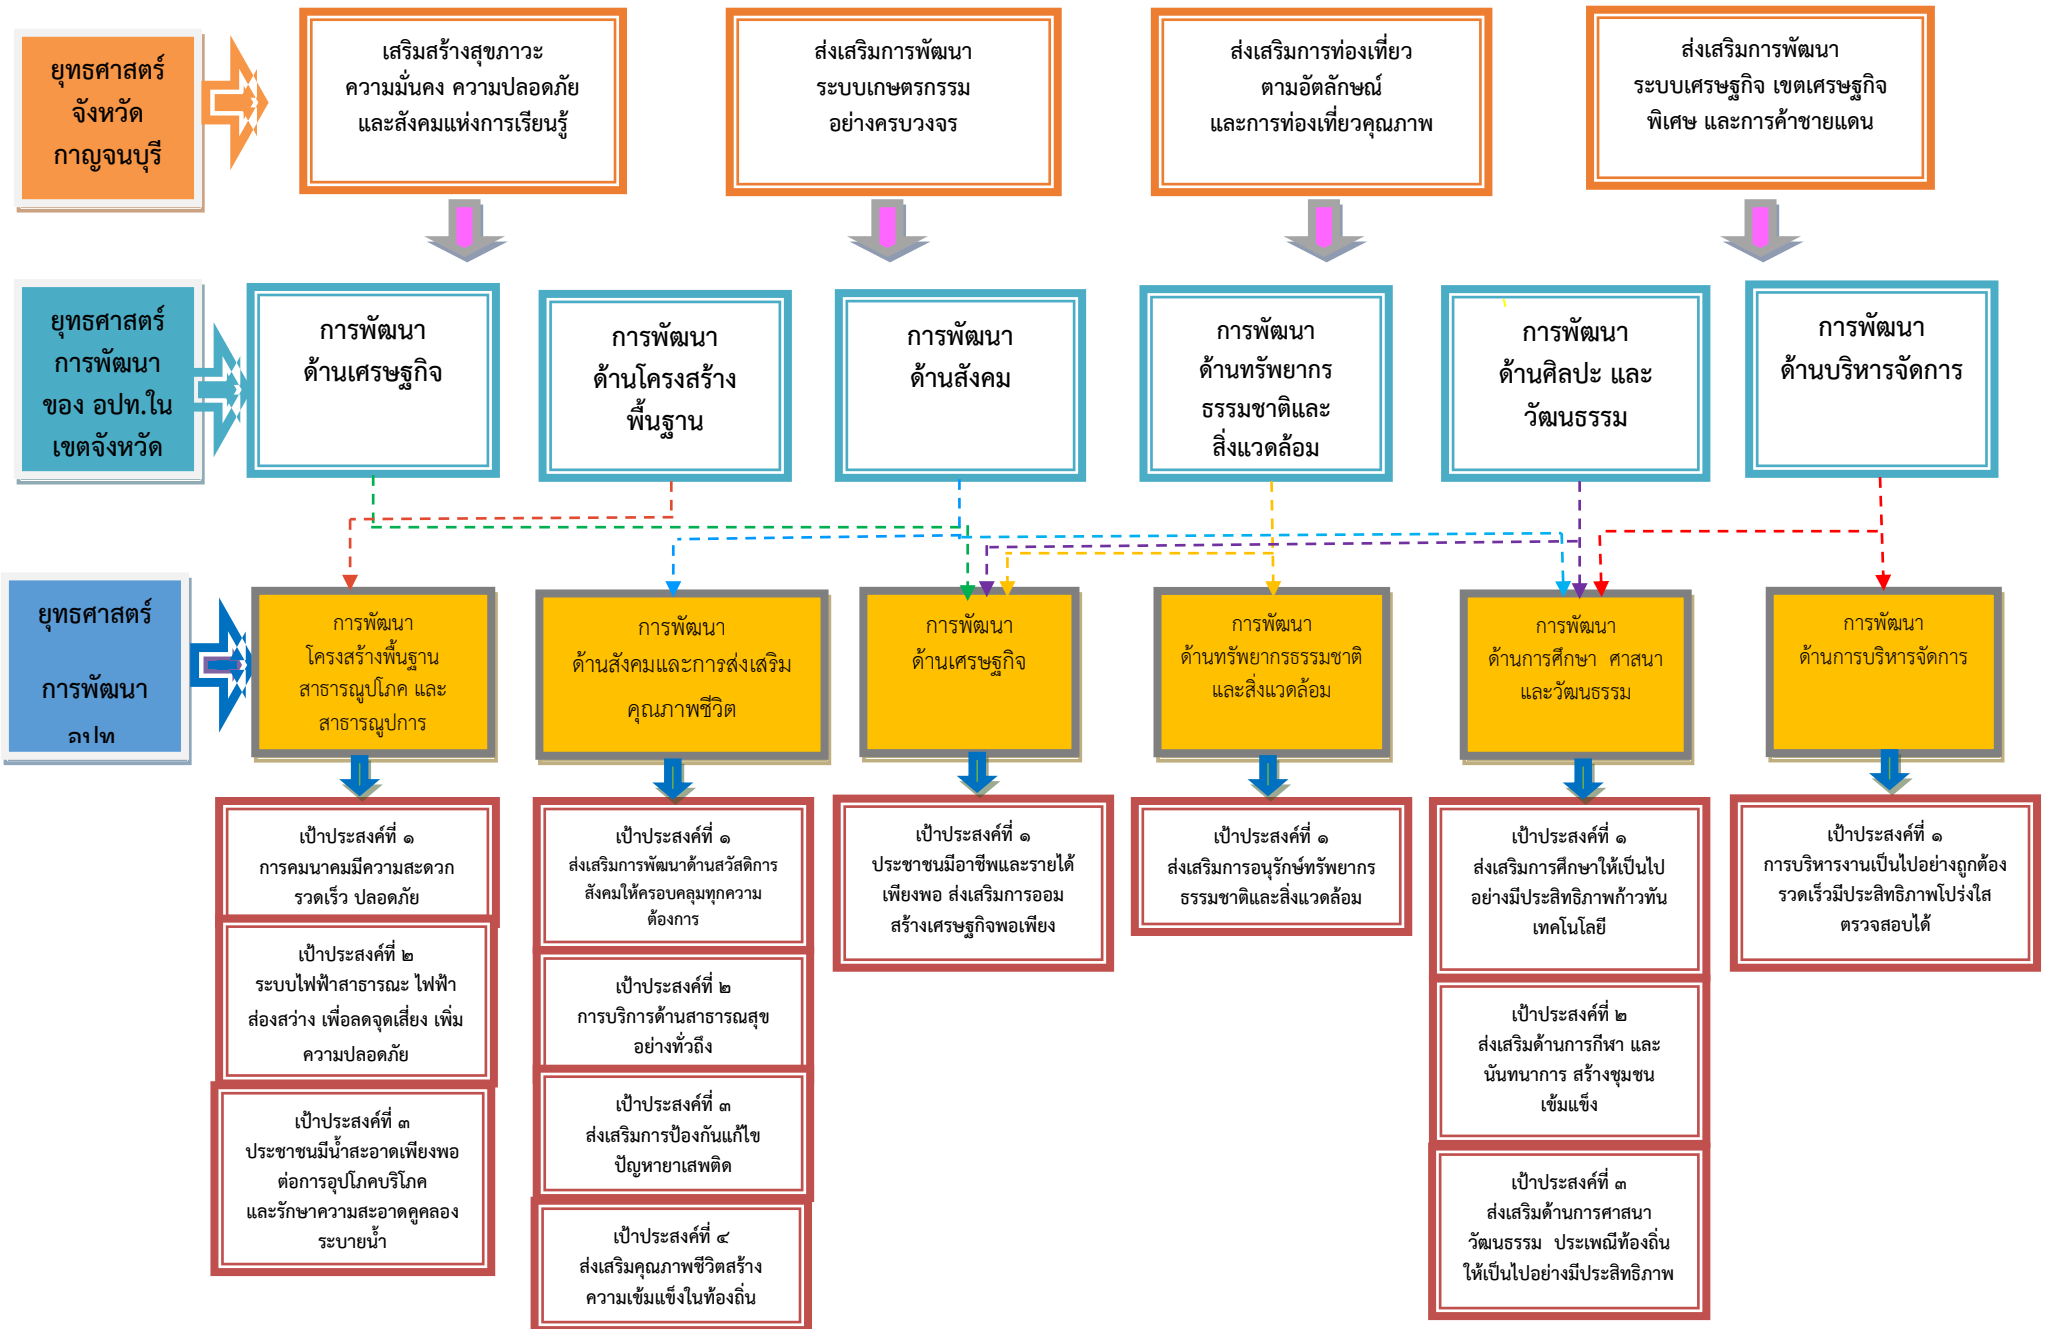 ยุทธศาสตร์
จังหวัด
กาญจนบุรี
เสริมสร้างสุขภาวะ
ความมั่นคง ความปลอดภัย
และสังคมแห่งการเรียนรู้
ส่งเสริมการพัฒนา
ระบบเกษตรกรรม
อย่างครบวงจร
ส่งเสริมการท่องเที่ยว
ตามอัตลักษณ์
และการท่องเที่ยวคุณภาพ
ส่งเสริมการพัฒนา
ระบบเศรษฐกิจ เขตเศรษฐกิจ
พิเศษ และการค้าชายแดน
ยุทธศาสตร์
การพัฒนา
ของ อปท.ใน
เขตจังหวัด
การพัฒนา
ด้านเศรษฐกิจ
การพัฒนา
ด้านโครงสร้าง
พื้นฐาน
การพัฒนา
ด้านสังคม
การพัฒนา
ด้านทรัพยากร
ธรรมชาติและ
สิ่งแวดล้อม
การพัฒนา
ด้านศิลปะ และ
วัฒนธรรม
การพัฒนา
ด้านบริหารจัดการ
ยุทธศาสตร์
การพัฒนา
อปท
การพัฒนา
โครงสร้างพื้นฐาน
สาธารณูปโภค และ
สาธารณูปการ
การพัฒนา
ด้านสังคมและการส่งเสริม
คุณภาพชีวิต
การพัฒนา
ด้านเศรษฐกิจ
การพัฒนา
ด้านทรัพยากรธรรมชาติ
และสิ่งแวดล้อม
การพัฒนา
ด้านการศึกษา ศาสนา
และวัฒนธรรม
การพัฒนา
ด้านการบริหารจัดการ
เป้าประสงค์ที่ ๑
การคมนาคมมีความสะดวก
รวดเร็ว ปลอดภัย
เป้าประสงค์ที่ ๒
ระบบไฟฟ้าสาธารณะ ไฟฟ้า
ส่องสว่าง เพื่อลดจุดเสี่ยง เพิ่ม
ความปลอดภัย
เป้าประสงค์ที่ ๓
ประชาชนมีน้ำสะอาดเพียงพอ
ต่อการอุปโภคบริโภค
และรักษาความสะอาดคูคลอง
ระบายน้ำ
เป้าประสงค์ที่ ๑
ส่งเสริมการพัฒนาด้านสวัสดิการ
สังคมให้ครอบคลุมทุกความ
ต้องการ
เป้าประสงค์ที่ ๒
การบริการด้านสาธารณสุข
อย่างทั่วถึง
เป้าประสงค์ที่ ๓
ส่งเสริมการป้องกันแก้ไข
ปัญหายาเสพติด
เป้าประสงค์ที่ ๔
ส่งเสริมคุณภาพชีวิตสร้าง
ความเข้มแข็งในท้องถิ่น
เป้าประสงค์ที่ ๑
ประชาชนมีอาชีพและรายได้
เพียงพอ ส่งเสริมการออม
สร้างเศรษฐกิจพอเพียง
เป้าประสงค์ที่ ๑
ส่งเสริมการอนุรักษ์ทรัพยากร
ธรรมชาติและสิ่งแวดล้อม
เป้าประสงค์ที่ ๑
ส่งเสริมการศึกษาให้เป็นไป
อย่างมีประสิทธิภาพก้าวทัน
เทคโนโลยี
เป้าประสงค์ที่ ๒
ส่งเสริมด้านการกีฬา และ
นันทนาการ สร้างชุมชน
เข้มแข็ง
เป้าประสงค์ที่ ๓
ส่งเสริมด้านการศาสนา
วัฒนธรรม ประเพณีท้องถิ่น
ให้เป็นไปอย่างมีประสิทธิภาพ
เป้าประสงค์ที่ ๑
การบริหารงานเป็นไปอย่างถูกต้อง
รวดเร็วมีประสิทธิภาพโปร่งใส
ตรวจสอบได้